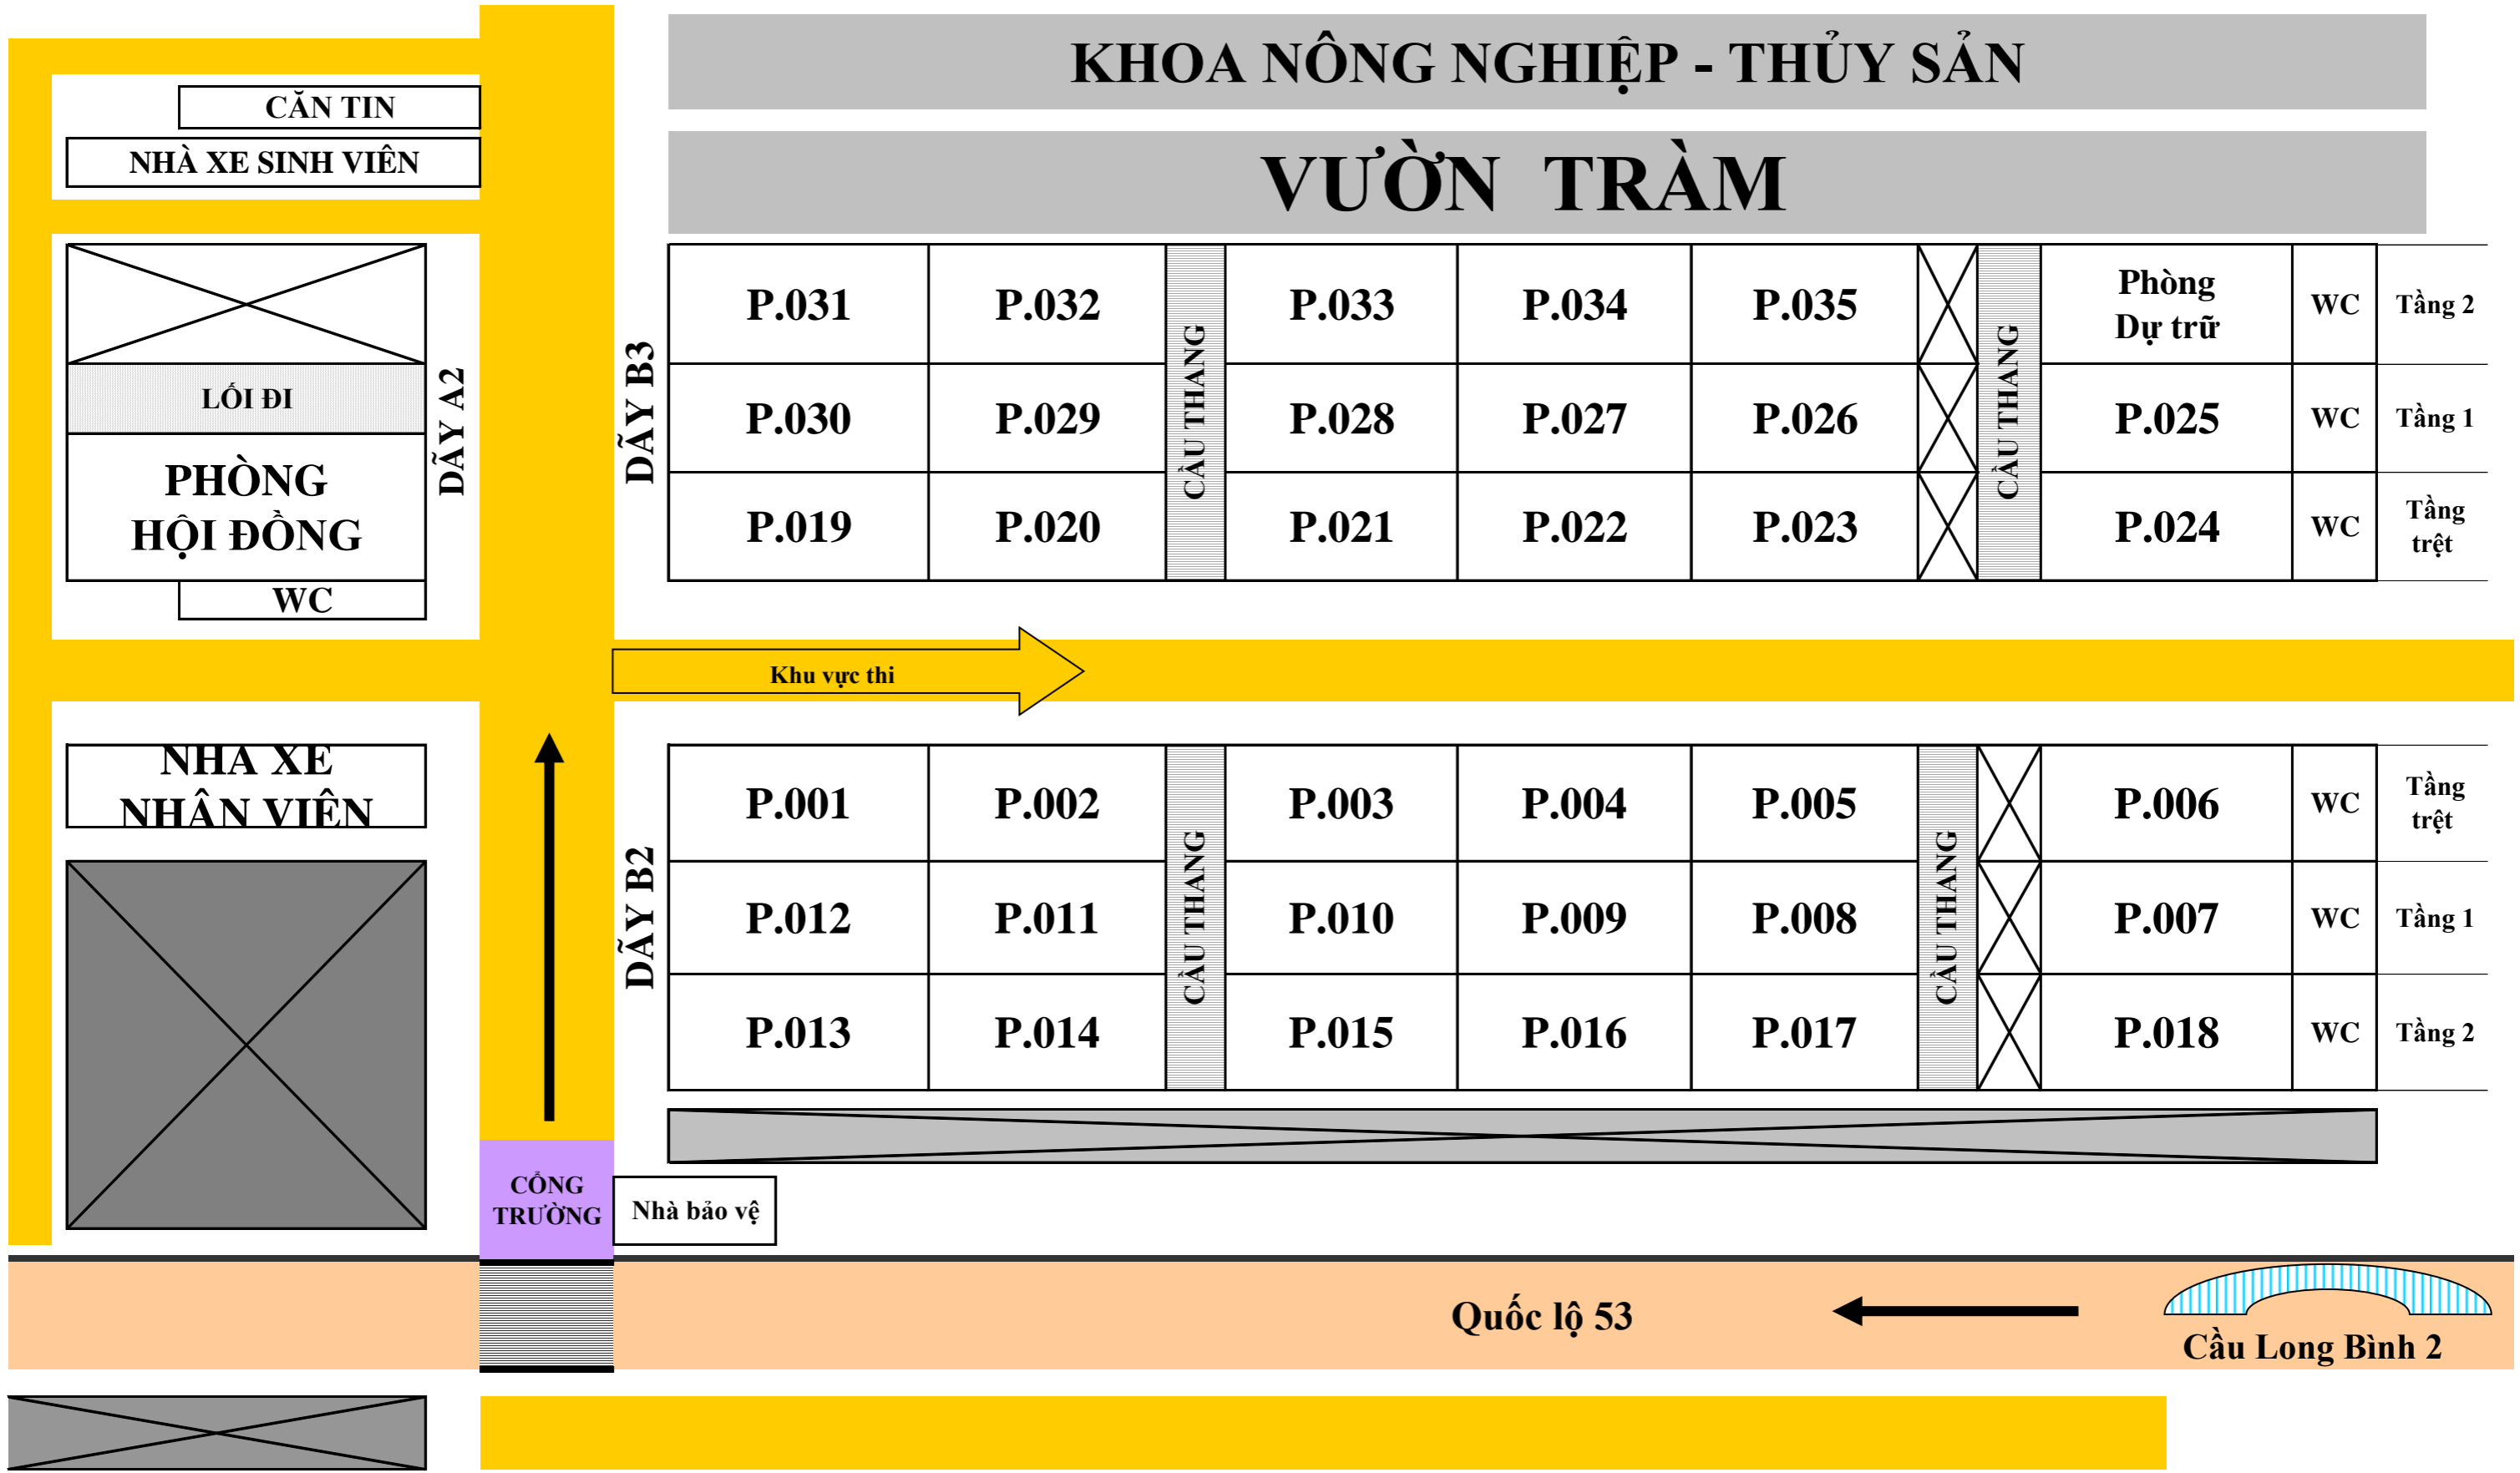 KHOA NÔNG NGHIỆP - THỦY SẢN
CĂN TIN
NHÀ XE SINH VIÊN
VƯỜN TRÀM
LỐI ĐI
PHÒNG
HỘI ĐỒNG
WC
DÃY A2
DÃY B3
P.031 P.032 P.033 P.034 P.035 Phòng Dự trữ WC Tầng 2
P.030 P.029 P.028 P.027 P.026 P.025 WC Tầng 1
P.019 P.020 P.021 P.022 P.023 P.024 WC Tầng trệt
CẦU THANG
CẦU THANG
Khu vực thi
NHÀ XE
NHÂN VIÊN
DÃY B2
P.001 P.002 P.003 P.004 P.005 P.006 WC Tầng trệt
P.012 P.011 P.010 P.009 P.008 P.007 WC Tầng 1
P.013 P.014 P.015 P.016 P.017 P.018 WC Tầng 2
CẦU THANG
CẦU THANG
CỔNG
TRƯỜNG
Nhà bảo vệ
Quốc lộ 53
Cầu Long Bình 2